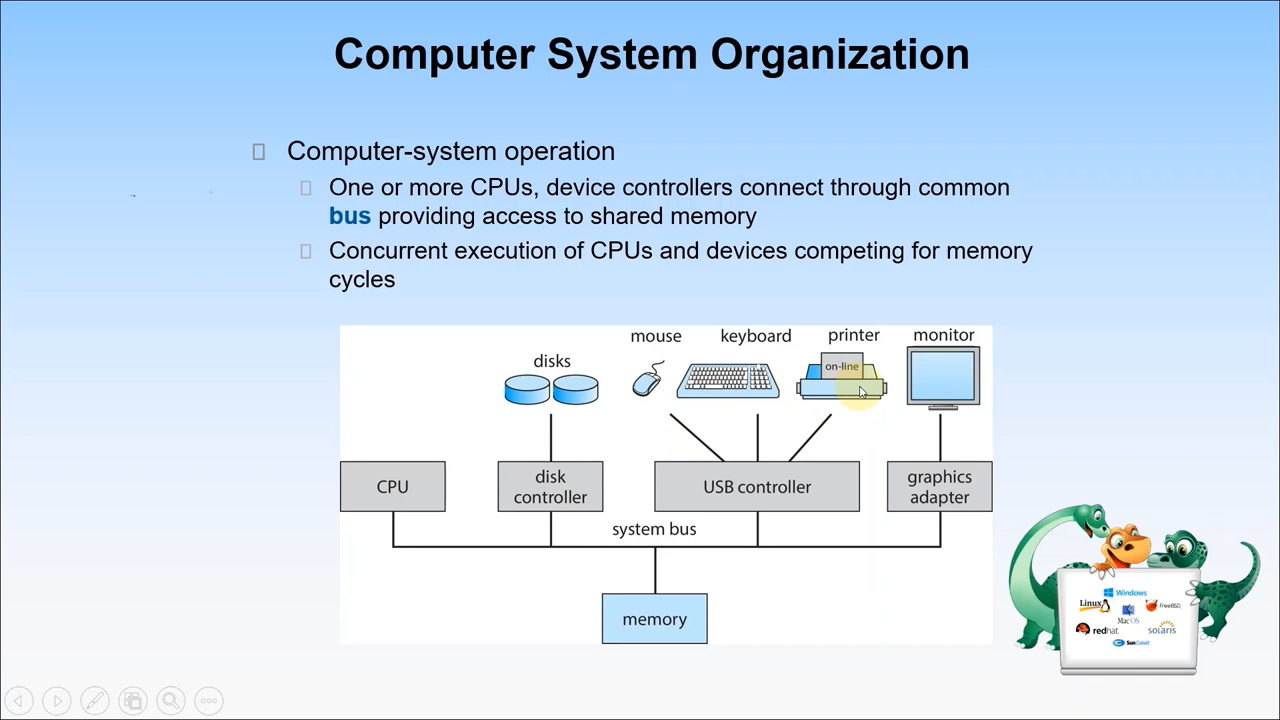 Computer System Organization
Computer-system operation
One or more CPUs, device controllers connect through common
bus providing access to shared memory
Concurrent execution of CPUs and devices competing for memory
cycles
mouse keyboard printer monitor
disks
on-line
CPU
disk
controller
USB controller
graphics
adapter
system bus
memory
Windows
Linux
FreeBSD
Mac OS
redhat
solaris
Sun Cobalt